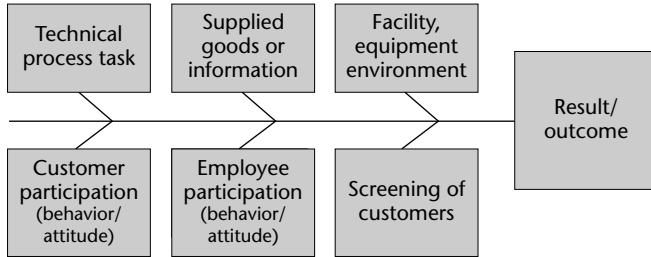 Technical
process task
Supplied
goods or
information
Facility,
equipment
environment
Result/
outcome
Customer
participation
(behavior/
attitude)
Employee
participation
(behavior/
attitude)
Screening of
customers